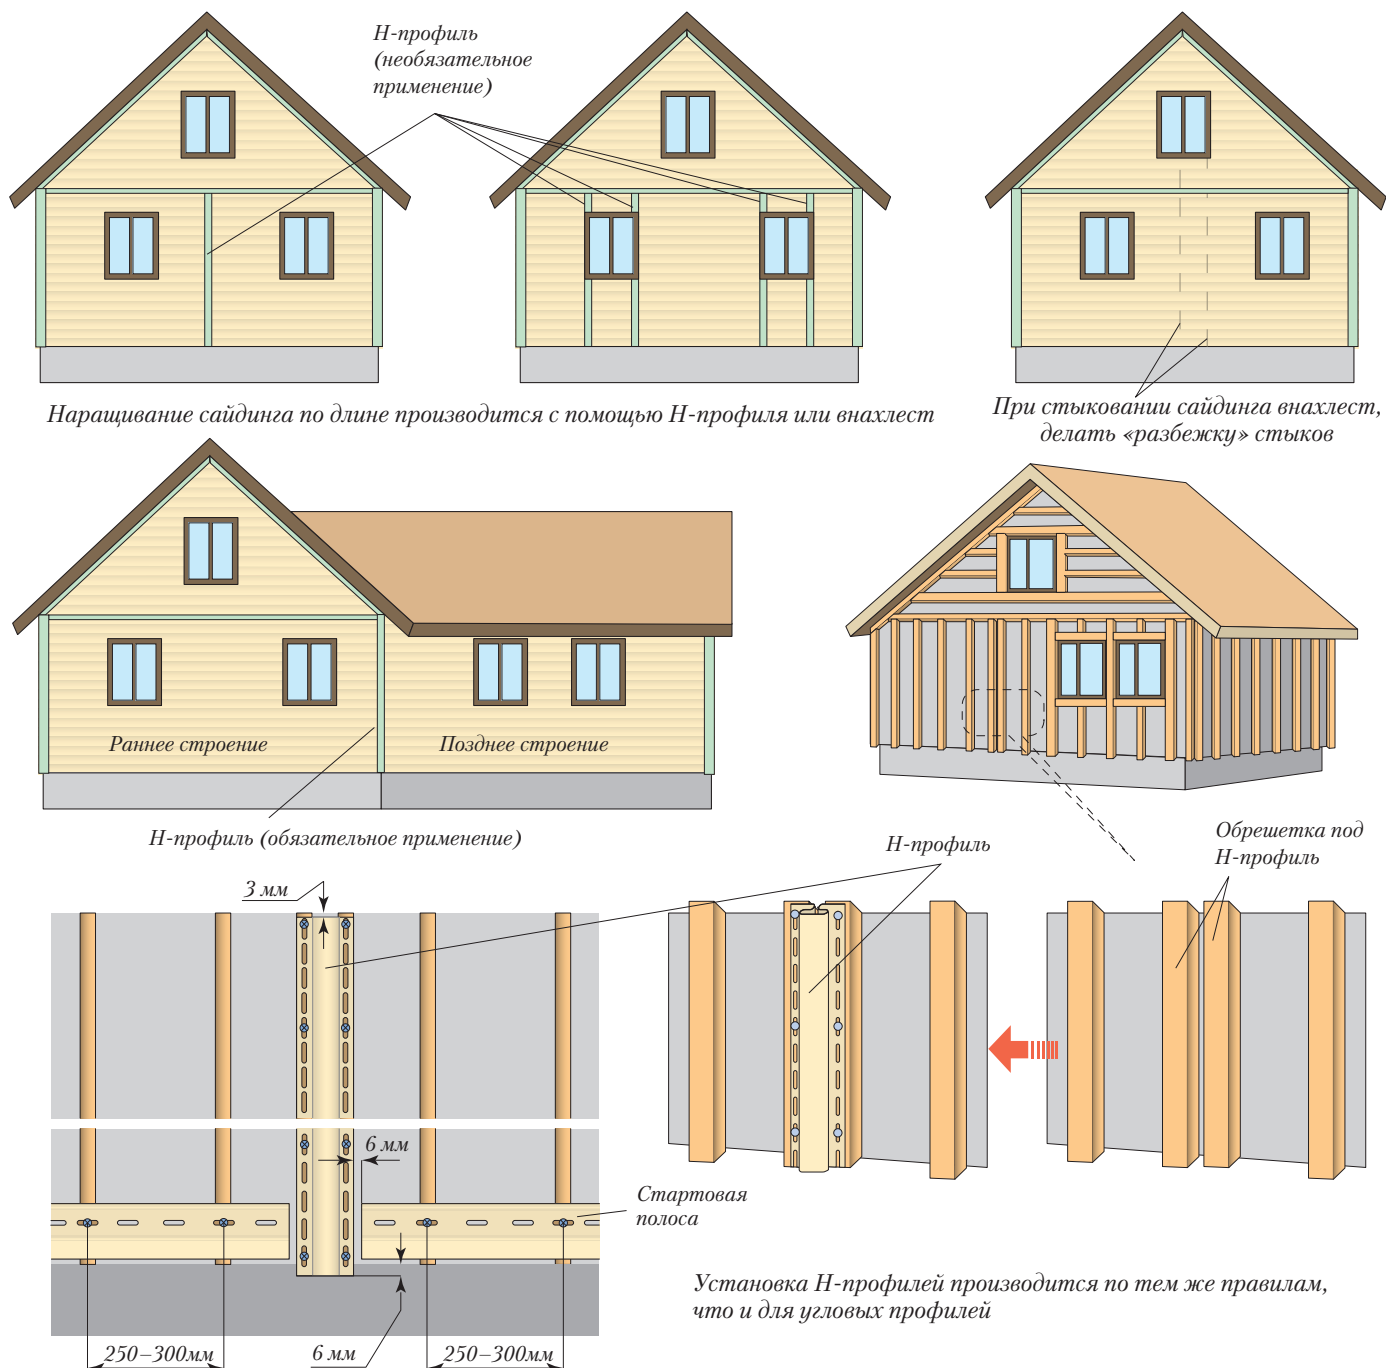 Н-профиль
(необязательное
применение)
Наращивание сайдинга по длине производится с помощью Н-профиля или внахлест
При стыковании сайдинга внахлест,
делать «разбежку» стыков
Раннее строение
Позднее строение
Н-профиль (обязательное применение)
Н-профиль
Обрешетка под
Н-профиль
3 мм
6 мм
Стартовая
полоса
Установка Н-профилей производится по тем же правилам,
что и для угловых профилей
250–300мм
6 мм
250–300мм